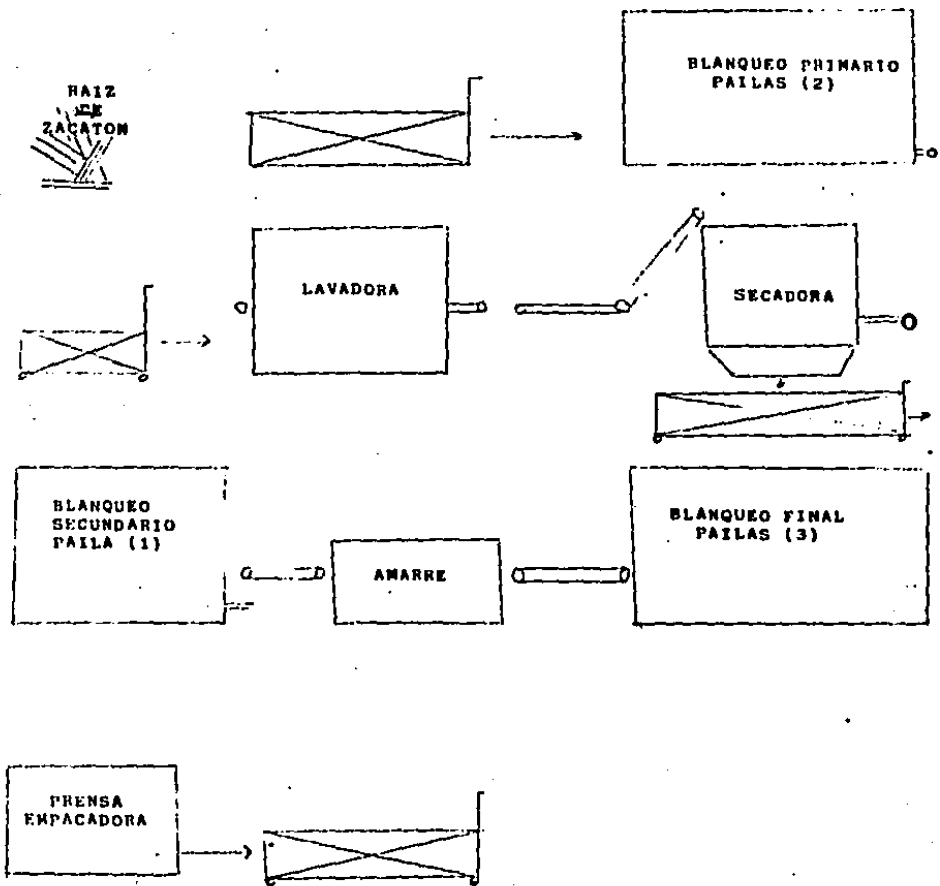 RAIZ
DE
ZACATON
BLANQUEO PRIMARIO
PAILAS (2)
LAVADORA
SECADORA
BLANQUEO
SECUNDARIO
PAILA (1)
AMARRE
BLANQUEO FINAL
PAILAS (3)
PRENSA
EMPACADORA